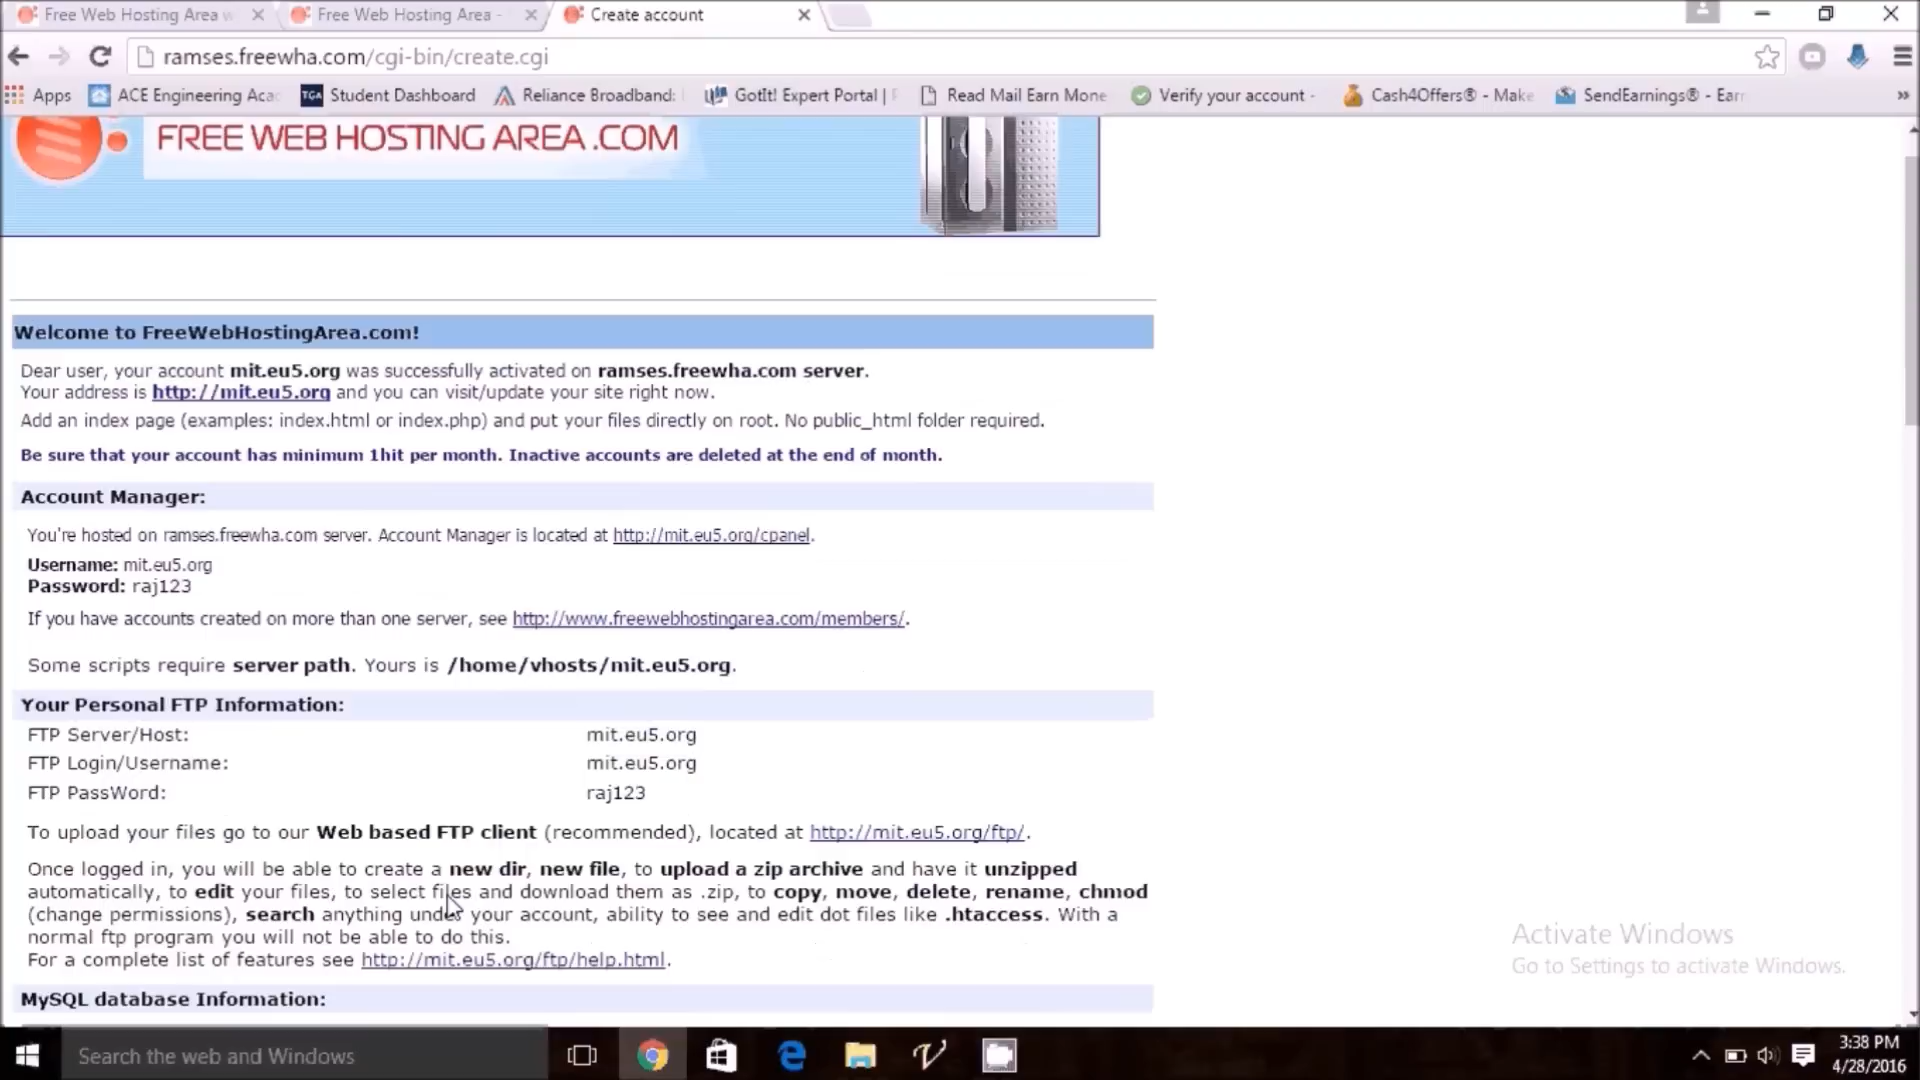 Free Web Hosting Area w
Free Web Hosting Area -
Create account
ramses.freewha.com/cgi-bin/create.cgi
Apps
ACE Engineering Aca
TGA
Student Dashboard
Reliance Broadband:
GotIt! Expert Portal |
Read Mail Earn Mone
Verify your account -
Cash4Offers® - Make
SendEarnings® - Earn
»
FREE WEB HOSTING AREA .COM
Welcome to FreeWebHostingArea.com!
Dear user, your account mit.eu5.org was successfully activated on ramses.freewha.com server.
Your address is http://mit.eu5.org and you can visit/update your site right now.
Add an index page (examples: index.html or index.php) and put your files directly on root. No public_html folder required.
Be sure that your account has minimum 1hit per month. Inactive accounts are deleted at the end of month.
Account Manager:
You're hosted on ramses.freewha.com server. Account Manager is located at http://mit.eu5.org/cpanel.
Username: mit.eu5.org
Password: raj123
If you have accounts created on more than one server, see http://www.freewebhostingarea.com/members/.
Some scripts require server path. Yours is /home/vhosts/mit.eu5.org.
Your Personal FTP Information:
FTP Server/Host: mit.eu5.org
FTP Login/Username: mit.eu5.org
FTP PassWord: raj123
To upload your files go to our Web based FTP client (recommended), located at http://mit.eu5.org/ftp/.
Once logged in, you will be able to create a new dir, new file, to upload a zip archive and have it unzipped
automatically, to edit your files, to select files and download them as .zip, to copy, move, delete, rename, chmod
(change permissions), search anything under your account, ability to see and edit dot files like .htaccess. With a
normal ftp program you will not be able to do this.
For a complete list of features see http://mit.eu5.org/ftp/help.html.
MySQL database Information:
Activate Windows
Go to Settings to activate Windows.
Search the web and Windows
3:38 PM
4/28/2016